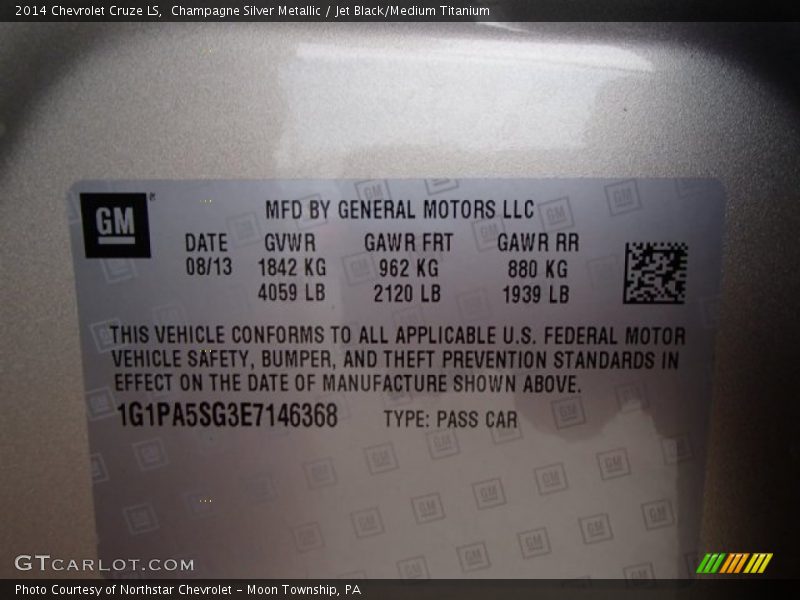 2014 Chevrolet Cruze LS, Champagne Silver Metallic / Jet Black/Medium Titanium
GM
MFD BY GENERAL MOTORS LLC
DATE GVWR GAWR FRT GAWR RR
08/13 1842 KG 962 KG 880 KG
4059 LB 2120 LB 1939 LB
THIS VEHICLE CONFORMS TO ALL APPLICABLE U.S. FEDERAL MOTOR
VEHICLE SAFETY, BUMPER, AND THEFT PREVENTION STANDARDS IN
EFFECT ON THE DATE OF MANUFACTURE SHOWN ABOVE.
1G1PA5SG3E7146368 TYPE: PASS CAR
GTCARLOT.COM
Photo Courtesy of Northstar Chevrolet - Moon Township, PA